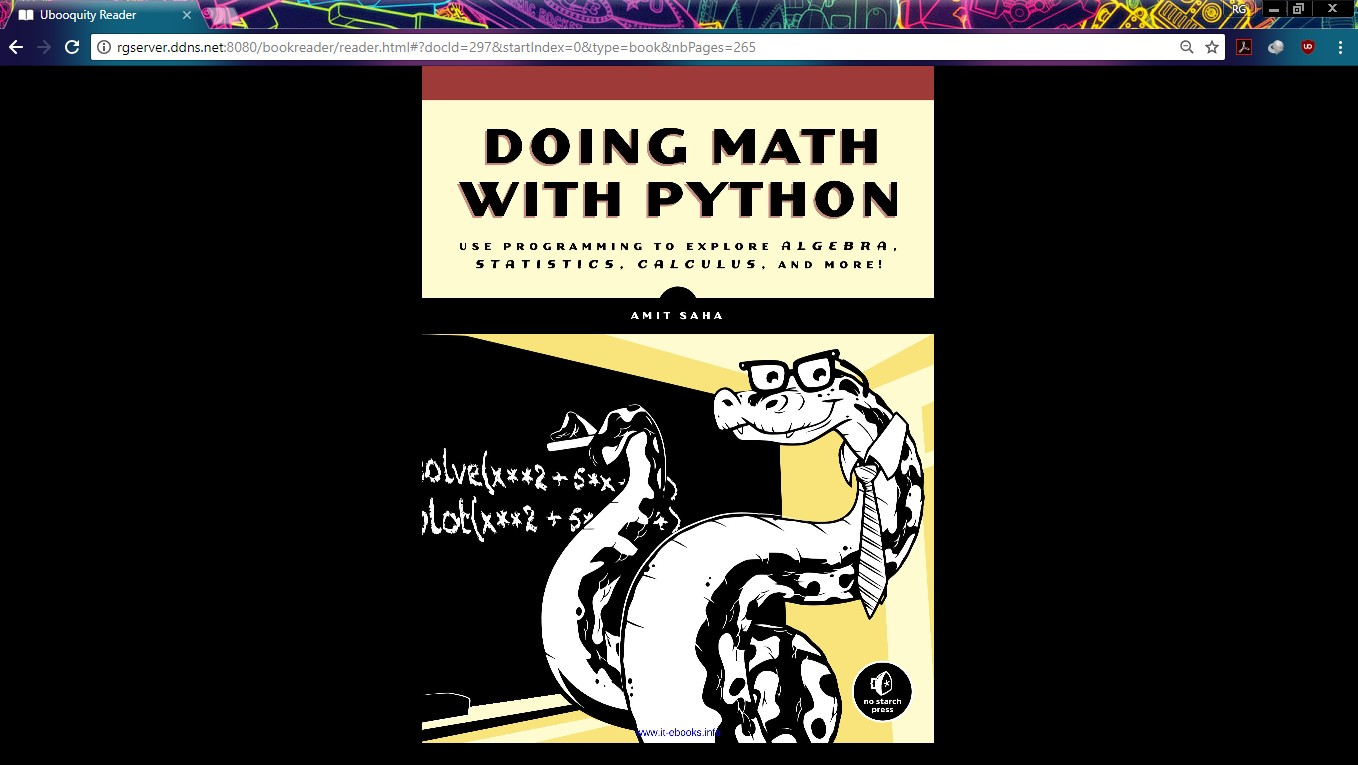 Ubooquity Reader
RG
rgserver.ddns.net:8080/bookreader/reader.html#?docId=297&startIndex=0&type=book&nbPages=265
DOING MATH
WITH PYTHON
USE PROGRAMMING TO EXPLORE ALGEBRA,
STATISTICS, CALCULUS, AND MORE!
AMIT SAHA
olve(x**2 + 5*x
lot(x**2 + 5*
no starch
press
www.it-ebooks.info